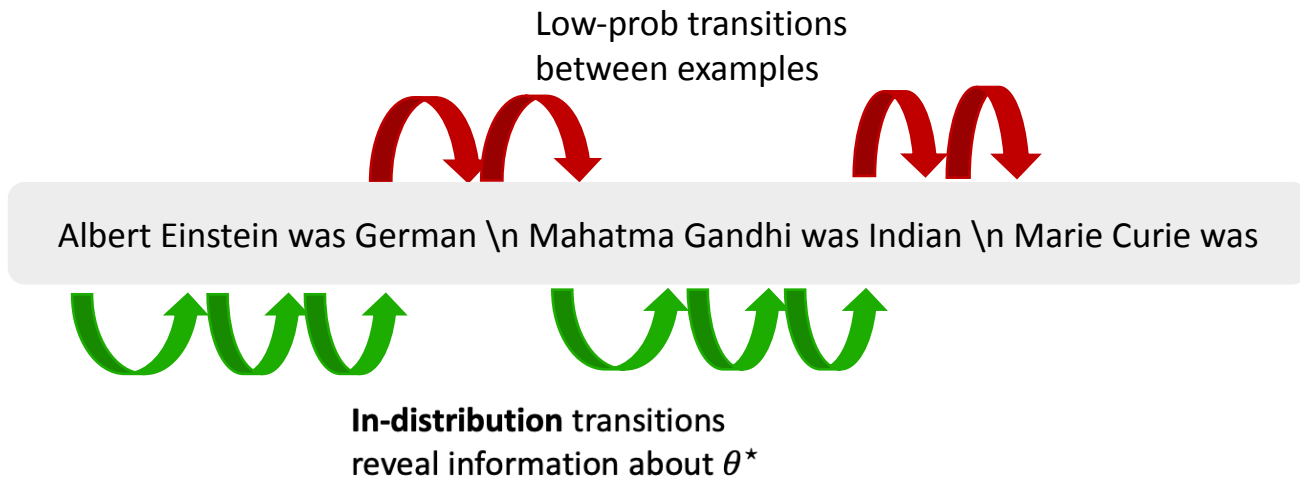 Low-prob transitions
between examples
Albert Einstein was German \n Mahatma Gandhi was Indian \n Marie Curie was
In-distribution transitions
reveal information about θ⋆